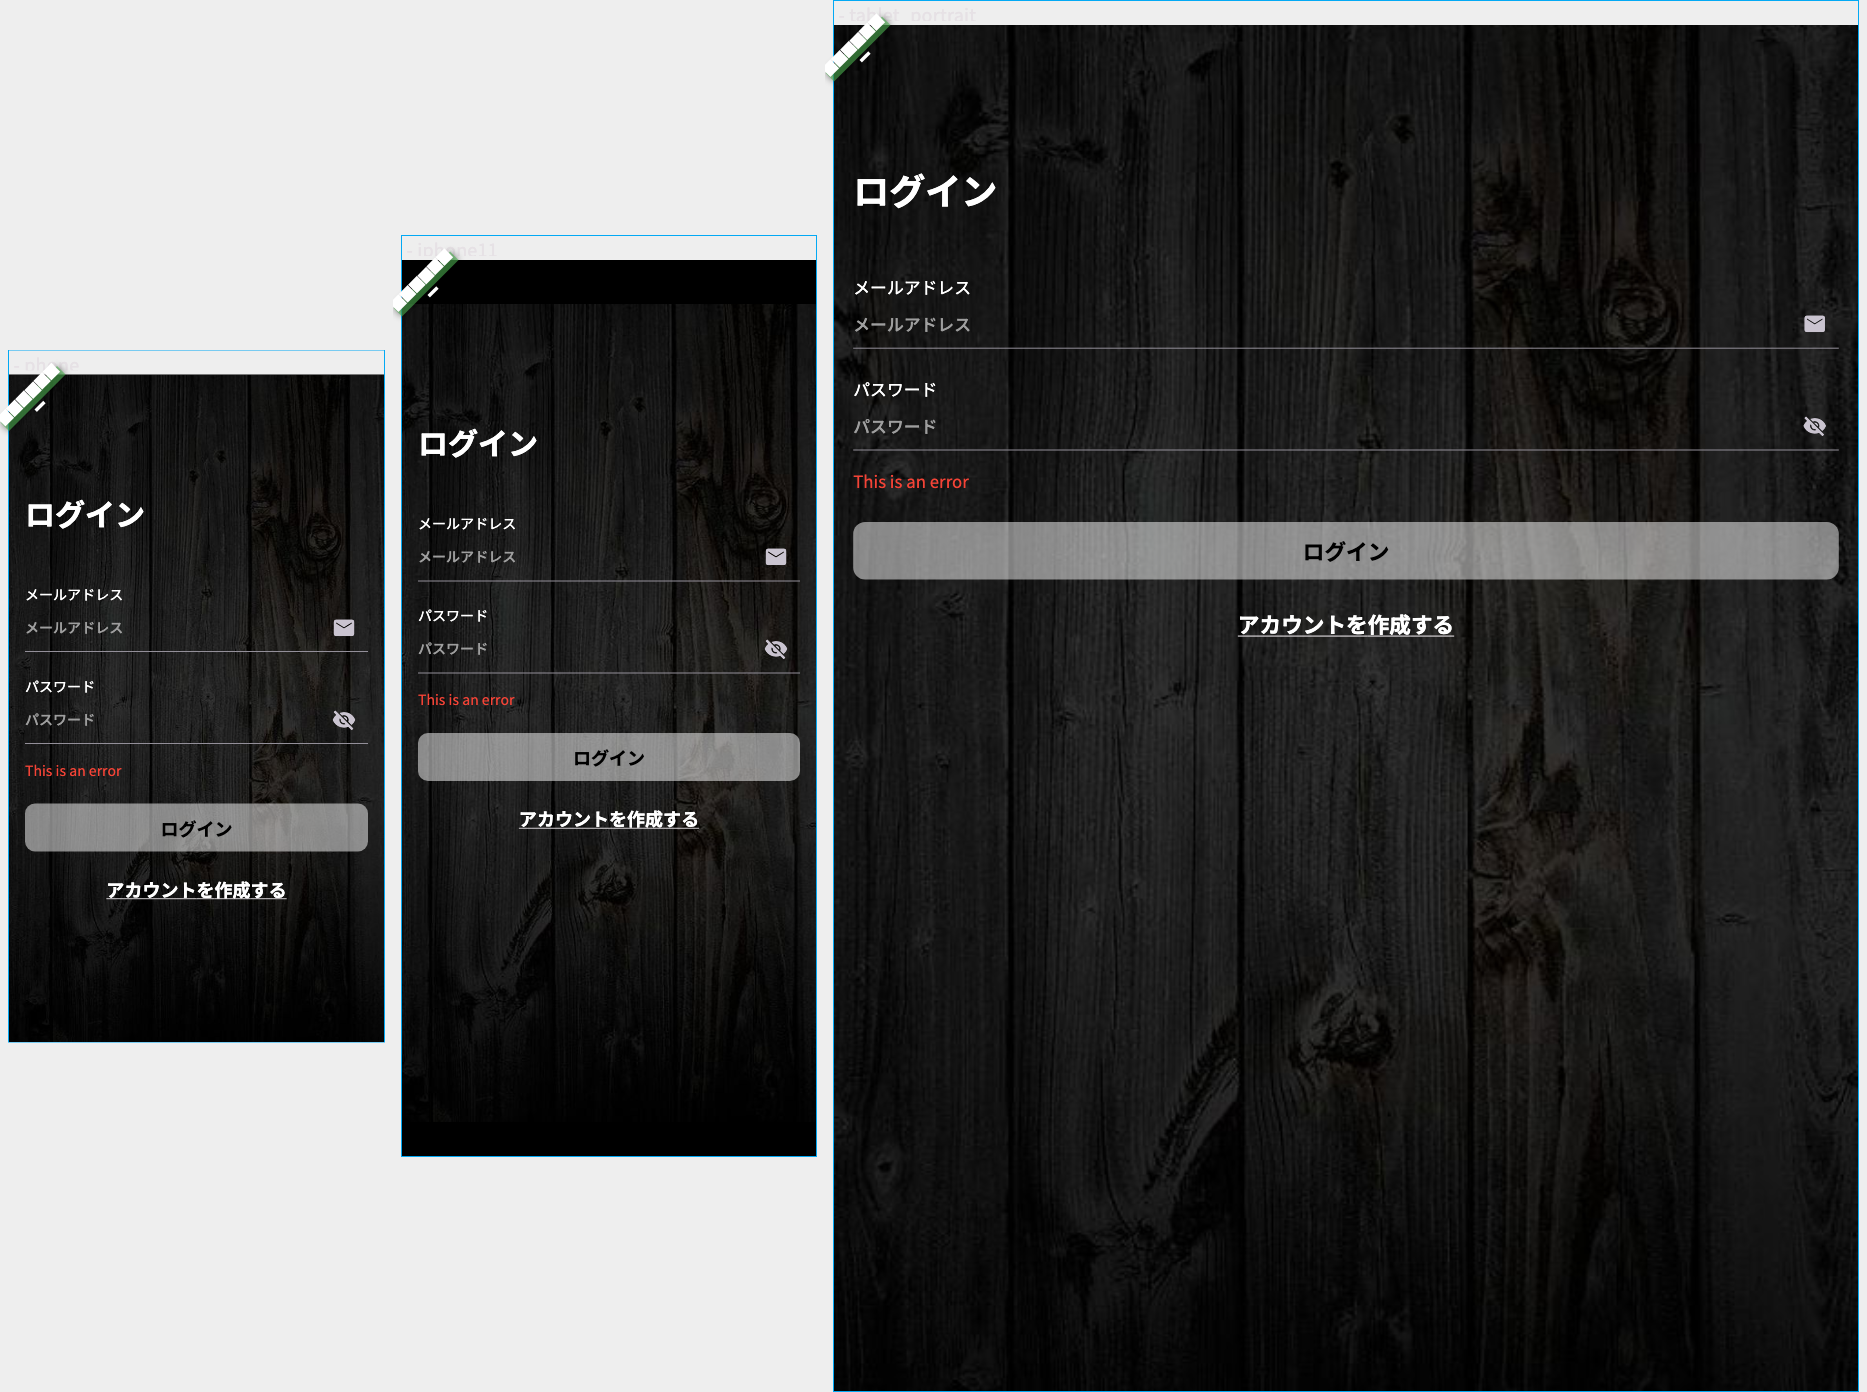 - phone
ログイン
メールアドレス
メールアドレス
パスワード
パスワード
This is an error
ログイン
アカウントを作成する
- iphone11
ログイン
メールアドレス
メールアドレス
パスワード
パスワード
This is an error
ログイン
アカウントを作成する
- tablet_portrait
ログイン
メールアドレス
メールアドレス
パスワード
パスワード
This is an error
ログイン
アカウントを作成する